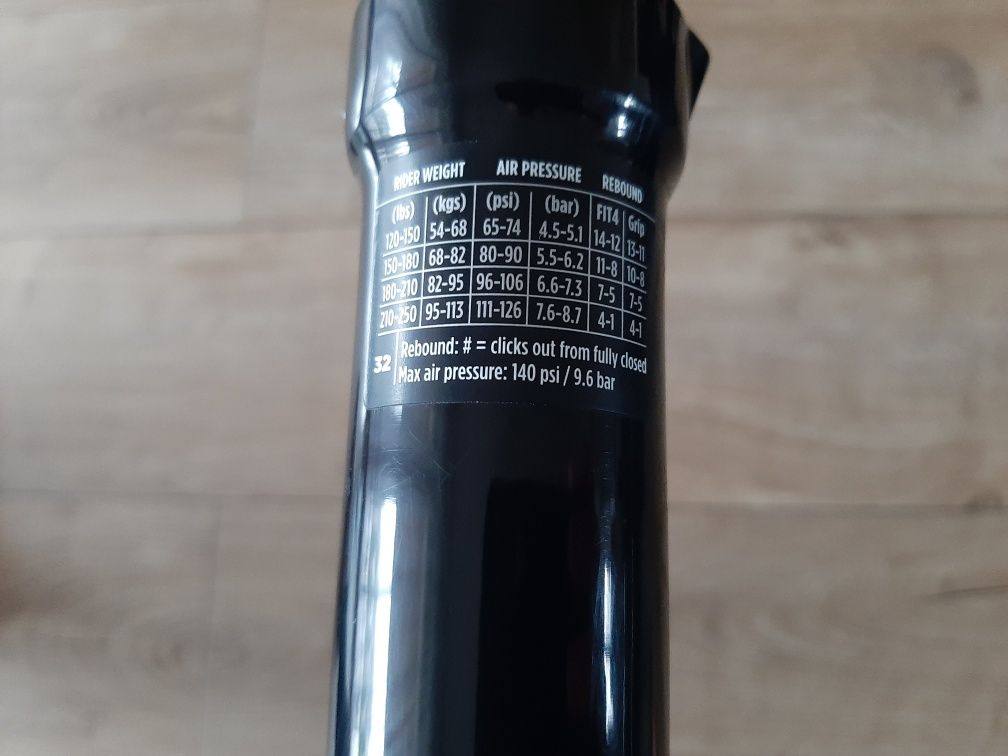 RIDER WEIGHT AIR PRESSURE REBOUND
(lbs) (kgs) (psi) (bar) FIT4 Grip
120-150 54-68 65-74 4.5-5.1 14-12 13-11
150-180 68-82 80-90 5.5-6.2 11-8 10-8
180-210 82-95 96-106 6.6-7.3 7-5 7-5
210-250 95-113 111-126 7.6-8.7 4-1 4-1
32 Rebound: # = clicks out from fully closed
Max air pressure: 140 psi / 9.6 bar